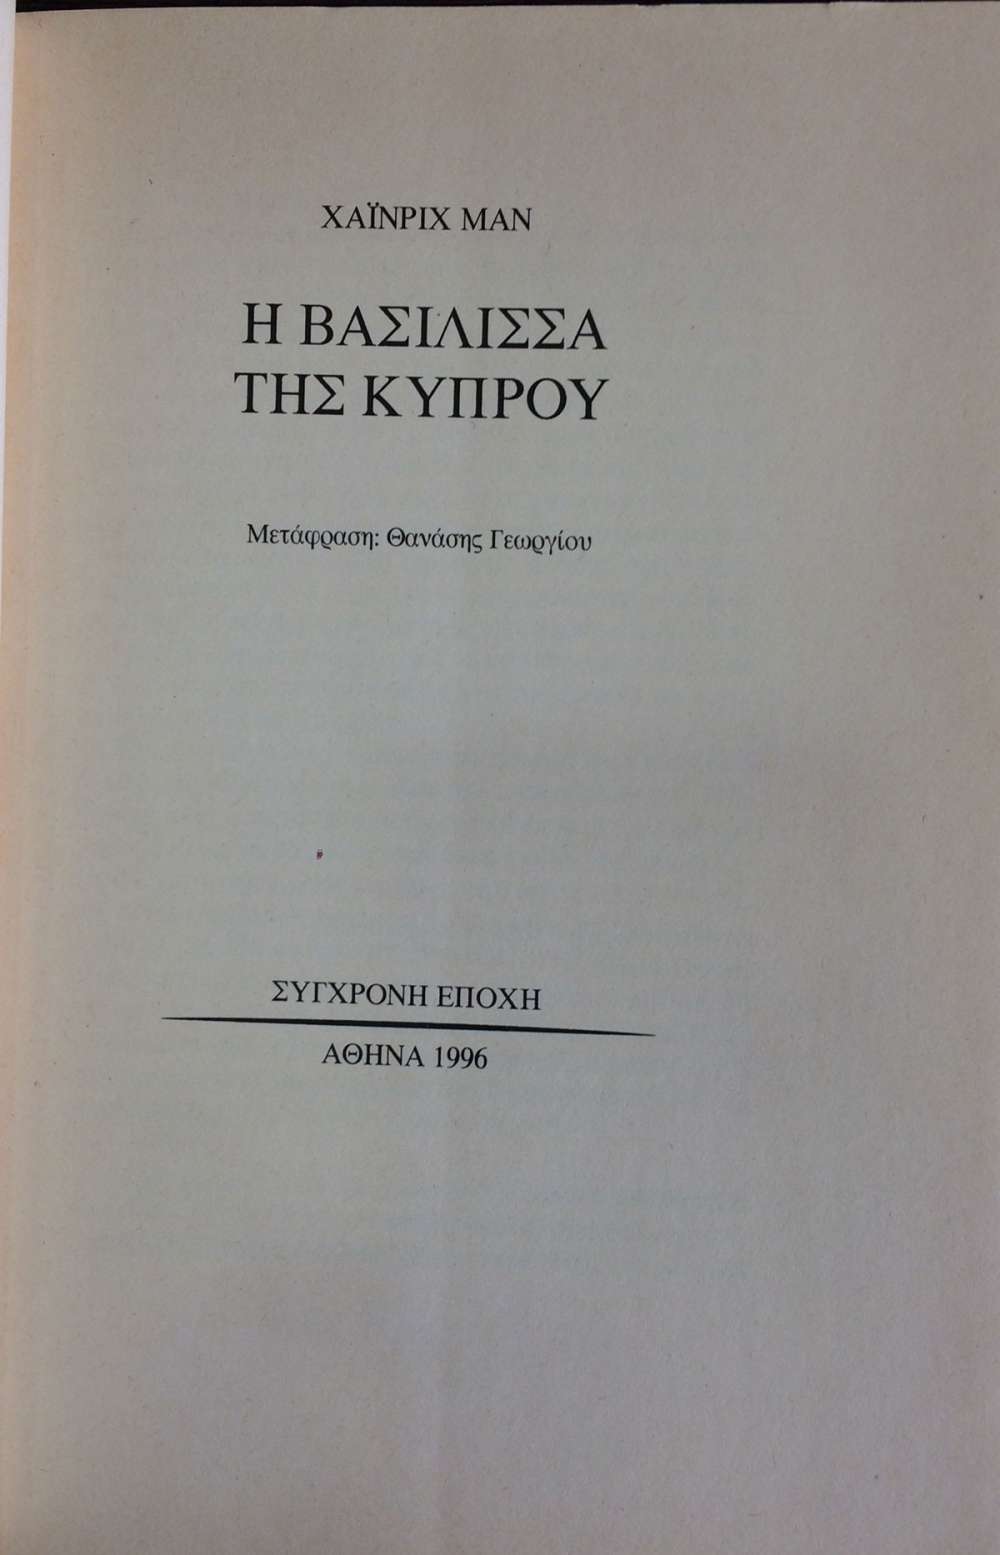 ΧΑΪΝΡΙΧ ΜΑΝ
Η ΒΑΣΙΛΙΣΣΑ
ΤΗΣ ΚΥΠΡΟΥ
Μετάφραση: Θανάσης Γεωργίου
ΣΥΓΧΡΟΝΗ ΕΠΟΧΗ
ΑΘΗΝΑ 1996